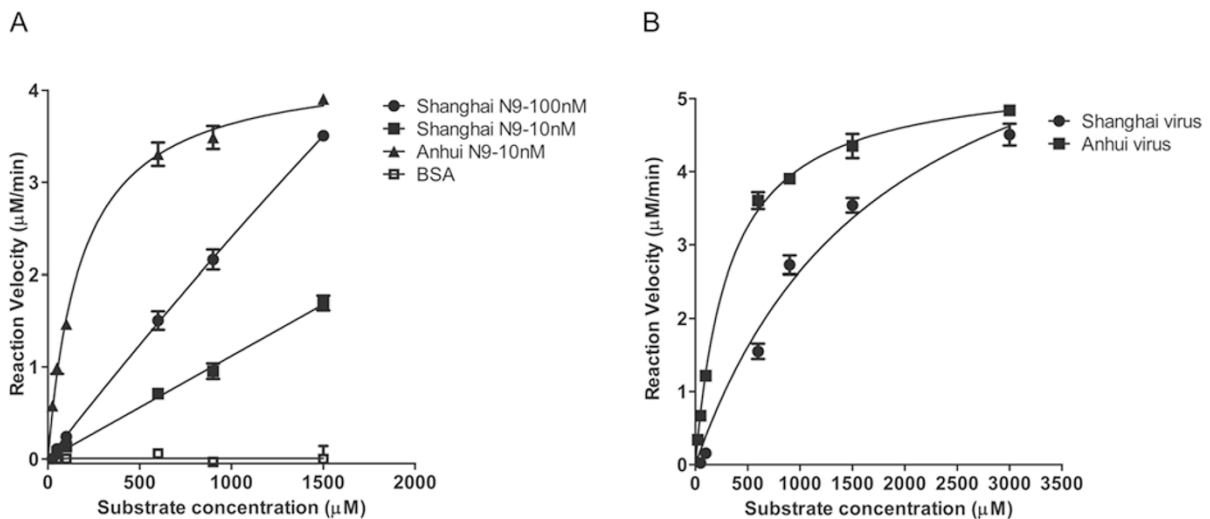 A
Reaction Velocity (μM/min)
4
3
2
1
0
0 500 1000 1500 2000
Substrate concentration (μM)
Shanghai N9-100nM
Shanghai N9-10nM
Anhui N9-10nM
BSA
B
Reaction Velocity (μM/min)
5
4
3
2
1
0
0 500 1000 1500 2000 2500 3000 3500
Substrate concentration (μM)
Shanghai virus
Anhui virus